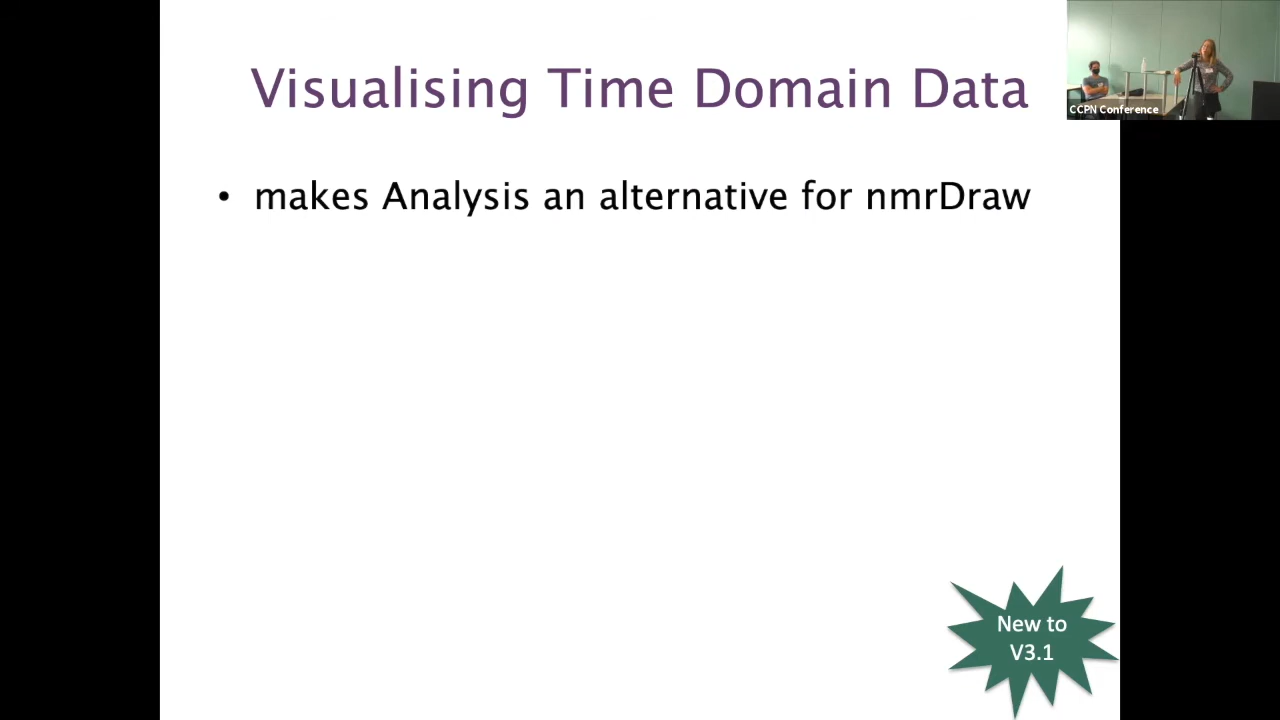 Visualising Time Domain Data
CCPN Conference
• makes Analysis an alternative for nmrDraw
New to
V3.1